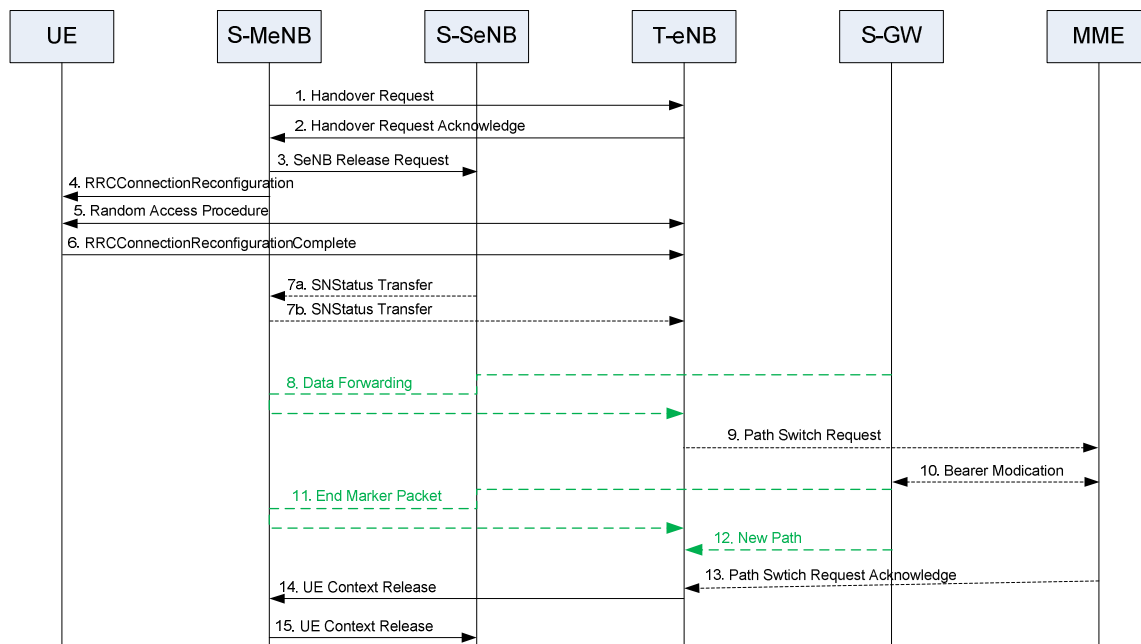 UE
S-MeNB
S-SeNB
T-eNB
S-GW
MME
1. Handover Request
2. Handover Request Acknowledge
3. SeNB Release Request
4. RRCConnectionReconfiguration
5. Random Access Procedure
6. RRCConnectionReconfigurationComplete
7a. SNStatus Transfer
7b. SNStatus Transfer
8. Data Forwarding
9. Path Switch Request
10. Bearer Modication
11. End Marker Packet
12. New Path
13. Path Swtich Request Acknowledge
14. UE Context Release
15. UE Context Release